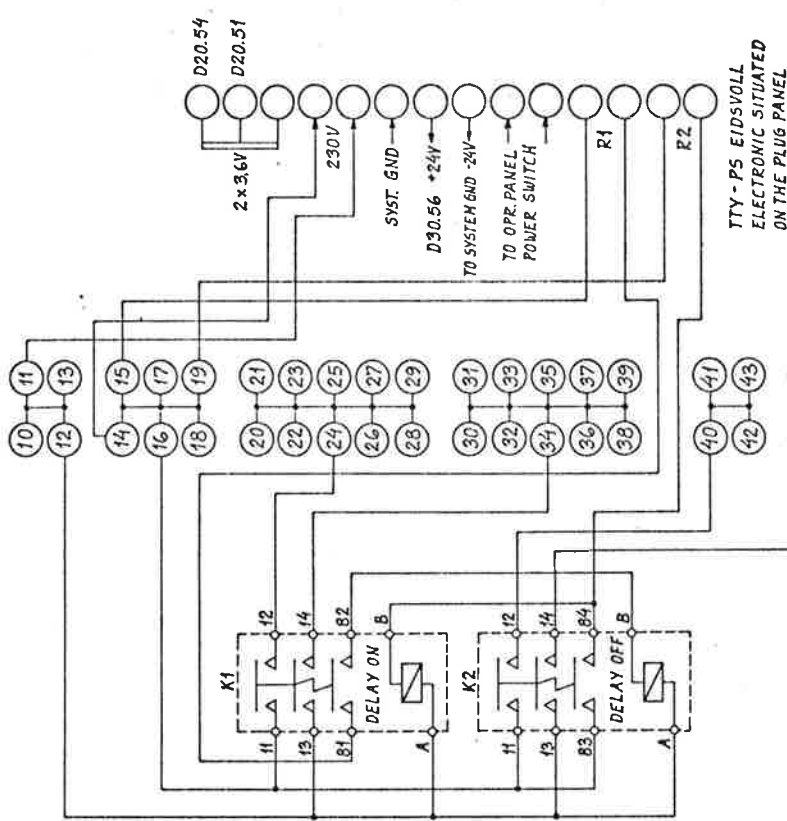 D20.54
D20.51
2 x 3,6V
230V
SYST. GND
D30.56 +24V
TO SYSTEM GND -24V
TO OPR. PANEL
POWER SWITCH
R1
R2
TTY - PS EIDSVOLL
ELECTRONIC SITUATED
ON THE PLUG PANEL
10 11
12 13
14 15
16 17
18 19
20 21
22 23
24 25
26 27
28 29
30 31
32 33
34 35
36 37
38 39
40 41
42 43
K1
11 12
13 14
81 82
DELAY ON
A B
K2
11 12
13 14
83 84
DELAY OFF
A B